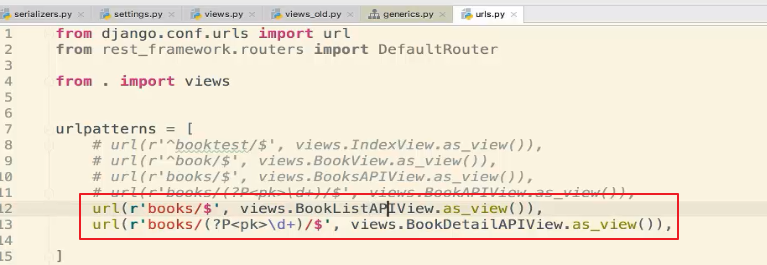 serializers.py settings.py views.py views_old.py generics.py urls.py
1 from django.conf.urls import url
2 from rest_framework.routers import DefaultRouter
3
4 from . import views
5
6
7 urlpatterns = [
8 # url(r'^booktest/$', views.IndexView.as_view()),
9 # url(r'^book/$', views.BookView.as_view()),
10 # url(r'books/$', views.BooksAPIView.as_view()),
11 # url(r'books/(?P<pk>\d+)/$', views.BookAPIView.as_view()),
12 url(r'books/$', views.BookListAPIView.as_view()),
13 url(r'books/(?P<pk>\d+)/$', views.BookDetailAPIView.as_view()),
14
15 ]